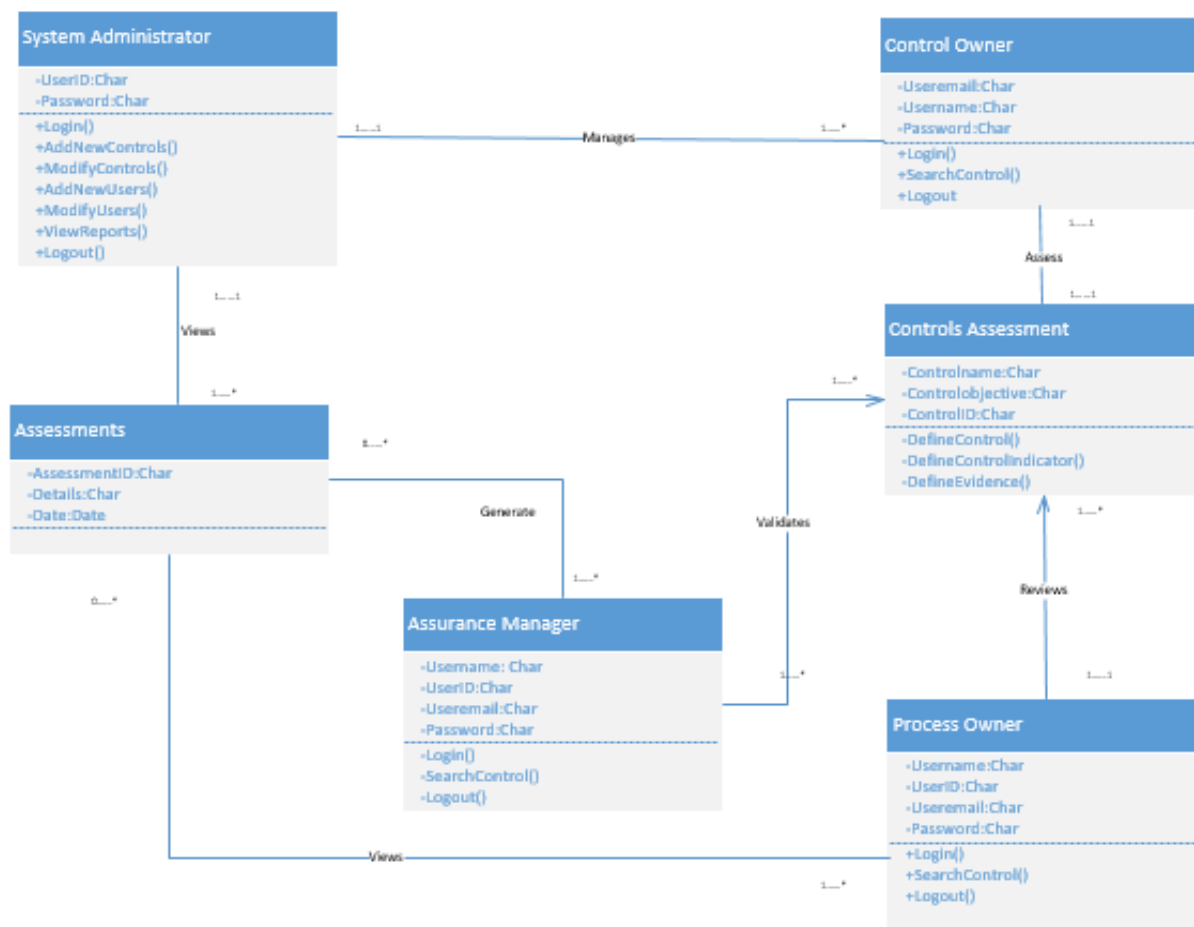 System Administrator
-UserID:Char
-Password:Char
+Login()
+AddNewControls()
+ModifyControls()
+AddNewUsers()
+ModifyUsers()
+ViewReports()
+Logout()
1....1
Manages
1....*
Control Owner
-Useremail:Char
-Username:Char
-Password:Char
+Login()
+SearchControl()
+Logout
1....1
Assess
1....1
1....1
Views
1....*
Controls Assessment
-Controlname:Char
-Controlobjective:Char
-ControlID:Char
-DefineControl()
-DefineControlIndicator()
-DefineEvidence()
Assessments
-AssessmentID:Char
-Details:Char
-Date:Date
Generate
1....*
1....*
Validates
1....*
1....*
Reviews
1....1
0....*
Assurance Manager
-Username: Char
-UserID:Char
-Useremail:Char
-Password:Char
-Login()
-SearchControl()
-Logout()
Process Owner
-Username:Char
-UserID:Char
-Useremail:Char
-Password:Char
+Login()
+SearchControl()
+Logout()
Views
1....*